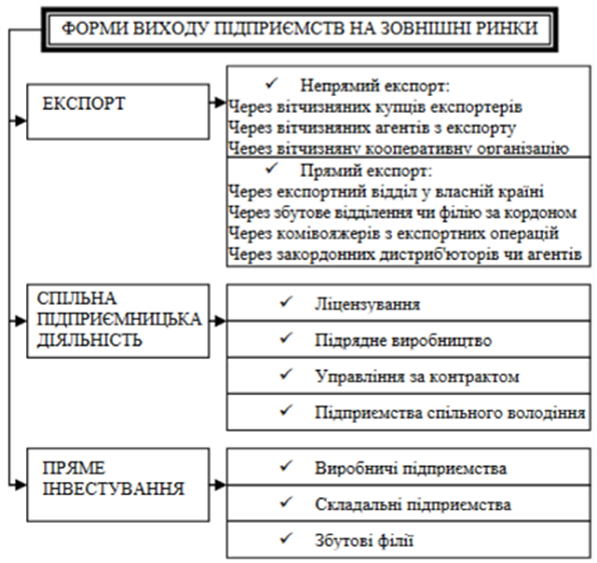 ФОРМИ ВИХОДУ ПІДПРИЄМСТВ НА ЗОВНІШНІ РИНКИ
ЕКСПОРТ
✓ Непрямий експорт:
Через вітчизняних купців експортерів
Через вітчизняних агентів з експорту
Через вітчизняну кооперативну організацію
✓ Прямий експорт:
Через експортний відділ у власній країні
Через збутове відділення чи філію за кордоном
Через комівояжерів з експортних операцій
Через закордонних дистриб'юторів чи агентів
СПІЛЬНА
ПІДПРИЄМНИЦЬКА
ДІЯЛЬНІСТЬ
✓ Ліцензування
✓ Підрядне виробництво
✓ Управління за контрактом
✓ Підприємства спільного володіння
ПРЯМЕ
ІНВЕСТУВАННЯ
✓ Виробничі підприємства
✓ Складальні підприємства
✓ Збутові філії